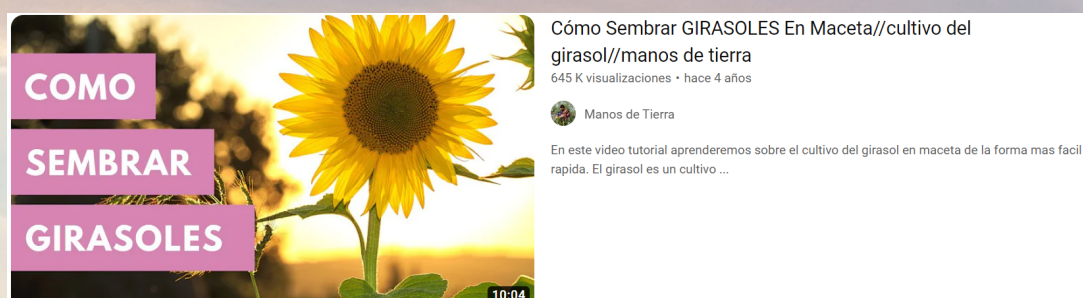 COMO
SEMBRAR
GIRASOLES
10:04
Cómo Sembrar GIRASOLES En Maceta//cultivo del
girasol//manos de tierra
645 K visualizaciones • hace 4 años
Manos de Tierra
En este video tutorial aprenderemos sobre el cultivo del girasol en maceta de la forma mas facil
rapida. El girasol es un cultivo ...